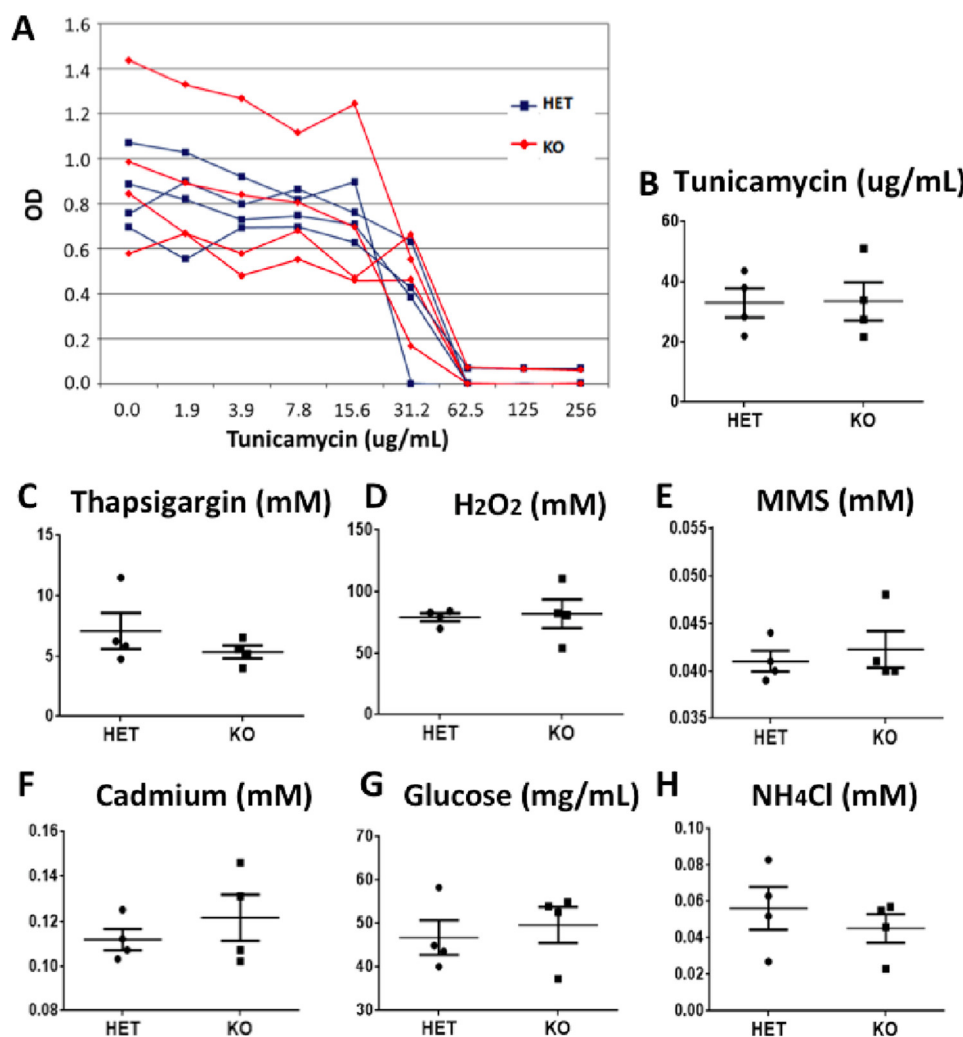 A
1.6
1.4
1.2
1.0
0.8
0.6
0.4
0.2
0.0
OD
HET
KO
0.0 1.9 3.9 7.8 15.6 31.2 62.5 125 256
Tunicamycin (ug/mL)
B Tunicamycin (ug/mL)
60
40
20
0
HET KO
C Thapsigargin (mM)
15
10
5
0
HET KO
D H2O2 (mM)
150
100
50
0
HET KO
E MMS (mM)
0.055
0.050
0.045
0.040
0.035
HET KO
F Cadmium (mM)
0.16
0.14
0.12
0.10
0.08
HET KO
G Glucose (mg/mL)
70
60
50
40
30
HET KO
H NH4Cl (mM)
0.10
0.08
0.06
0.04
0.02
0.00
HET KO